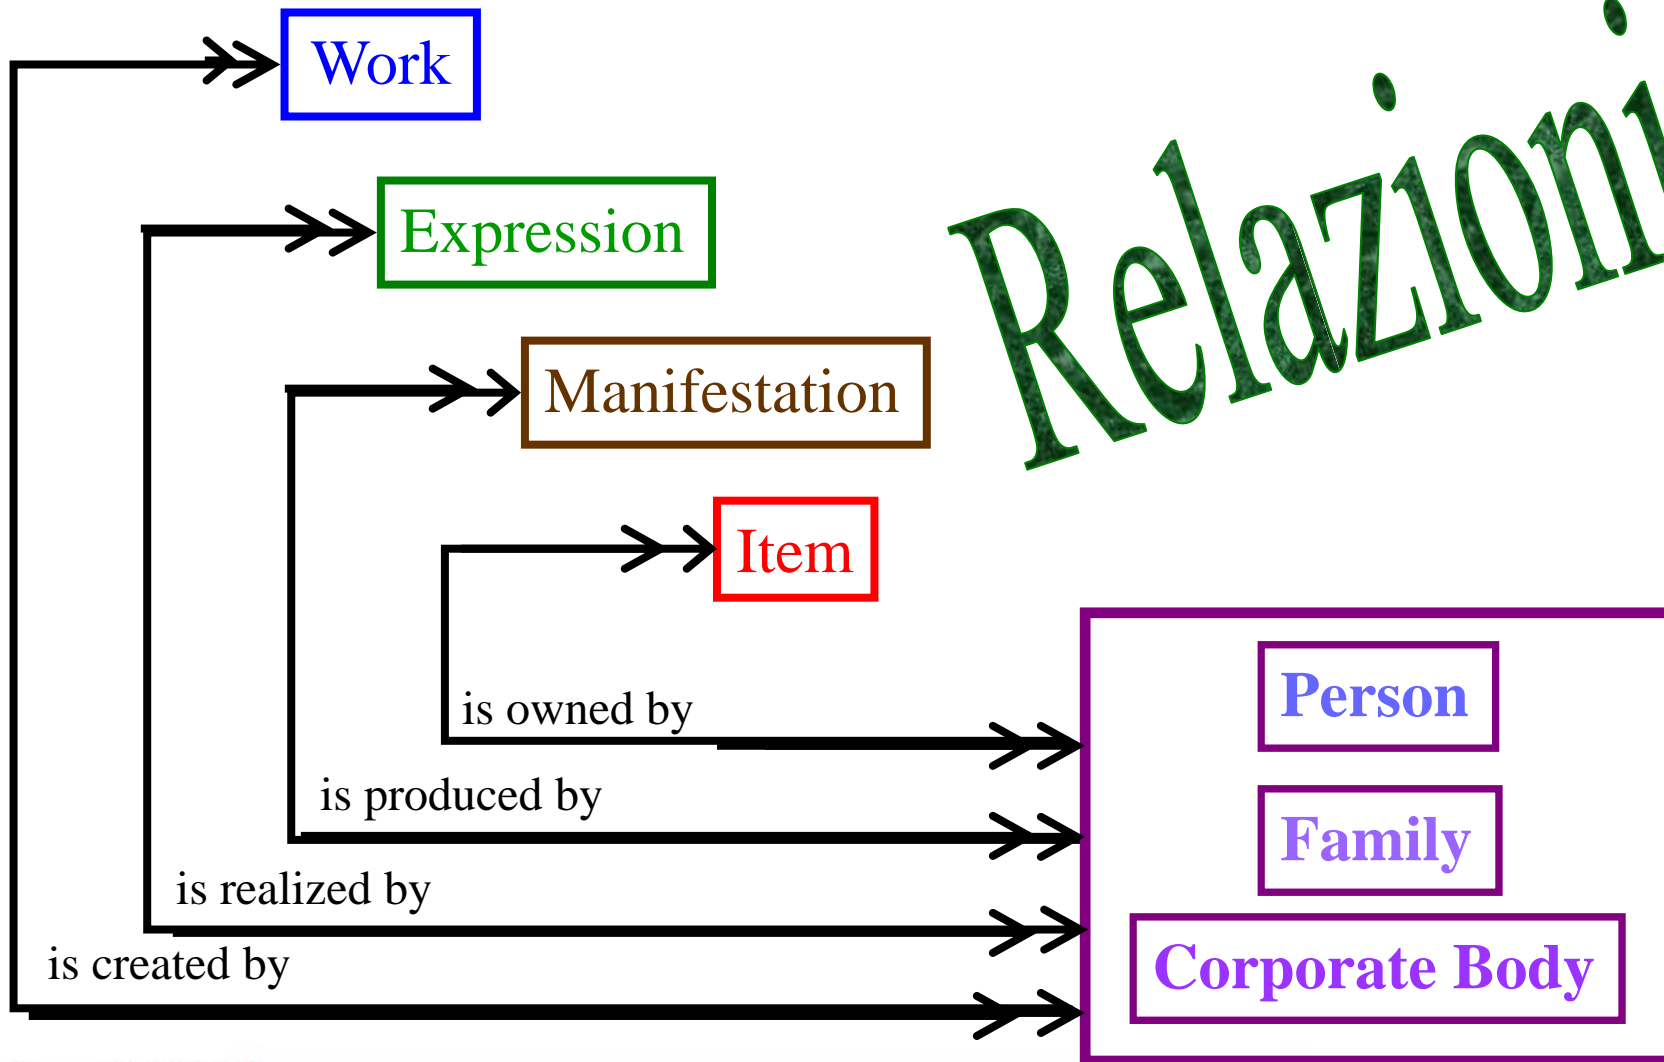 Work
Relazioni
Expression
Manifestation
Item
is owned by
Person
is produced by
Family
is realized by
is created by
Corporate Body